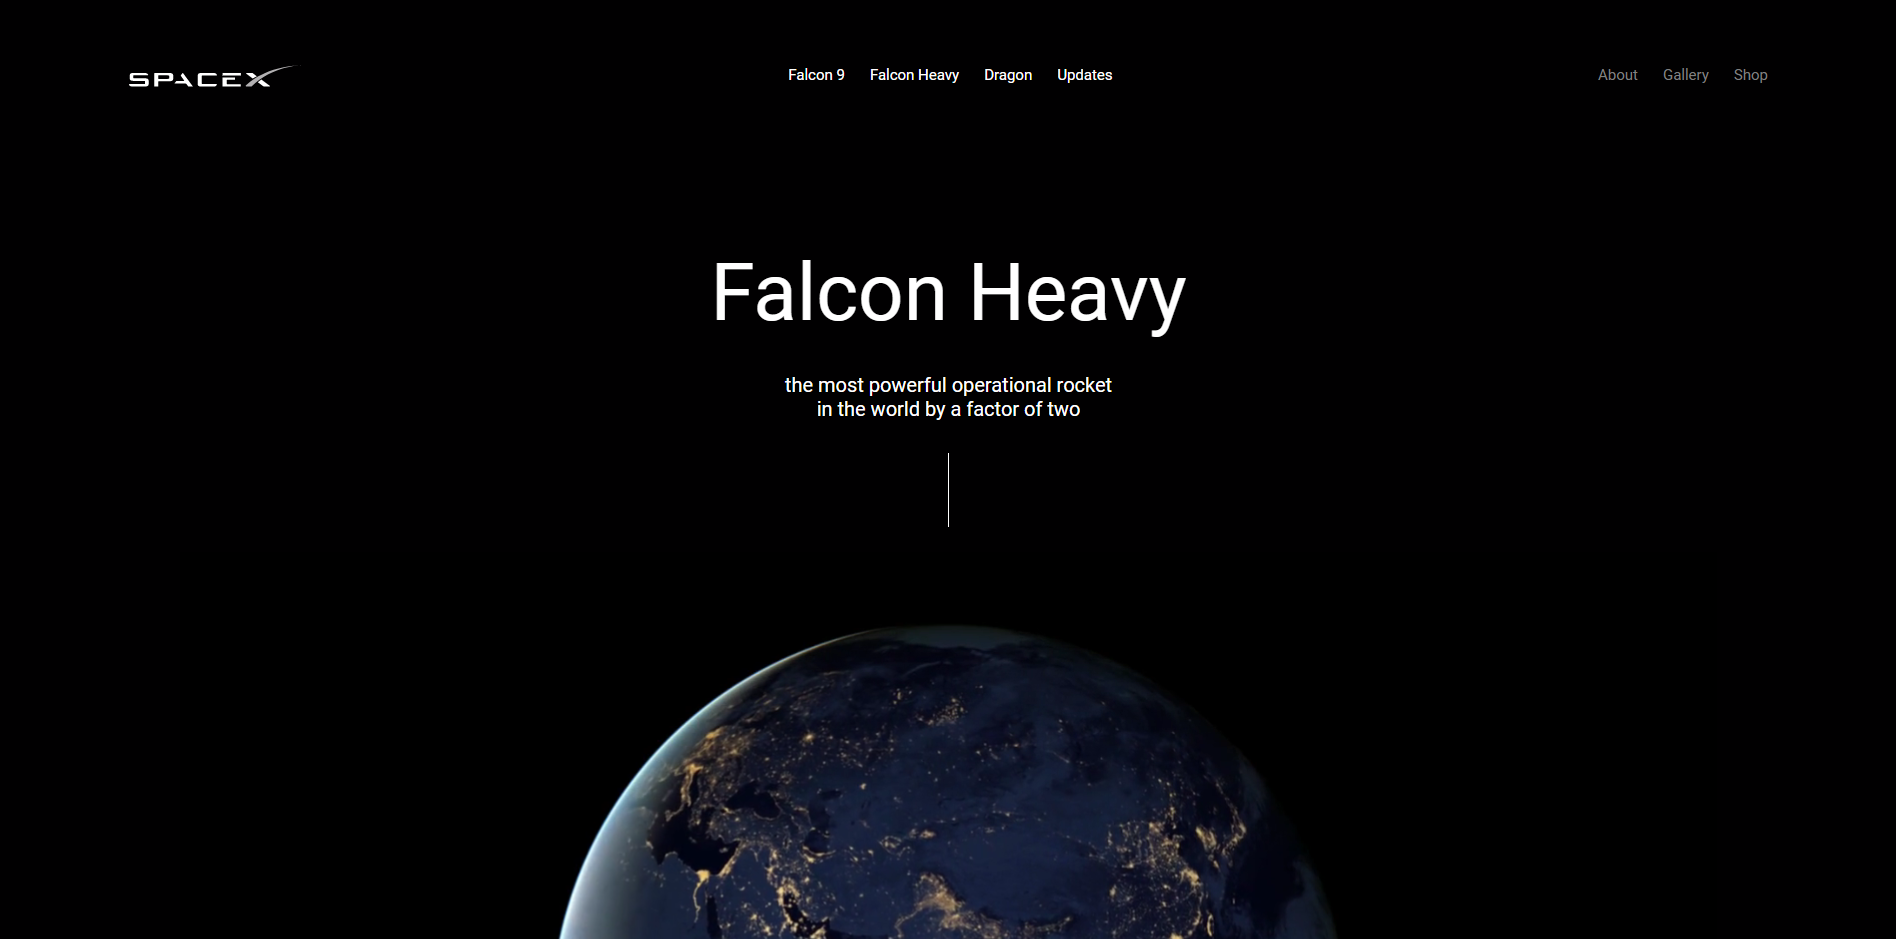 SPACEX
Falcon 9 Falcon Heavy Dragon Updates
About Gallery Shop
Falcon Heavy
the most powerful operational rocket
in the world by a factor of two